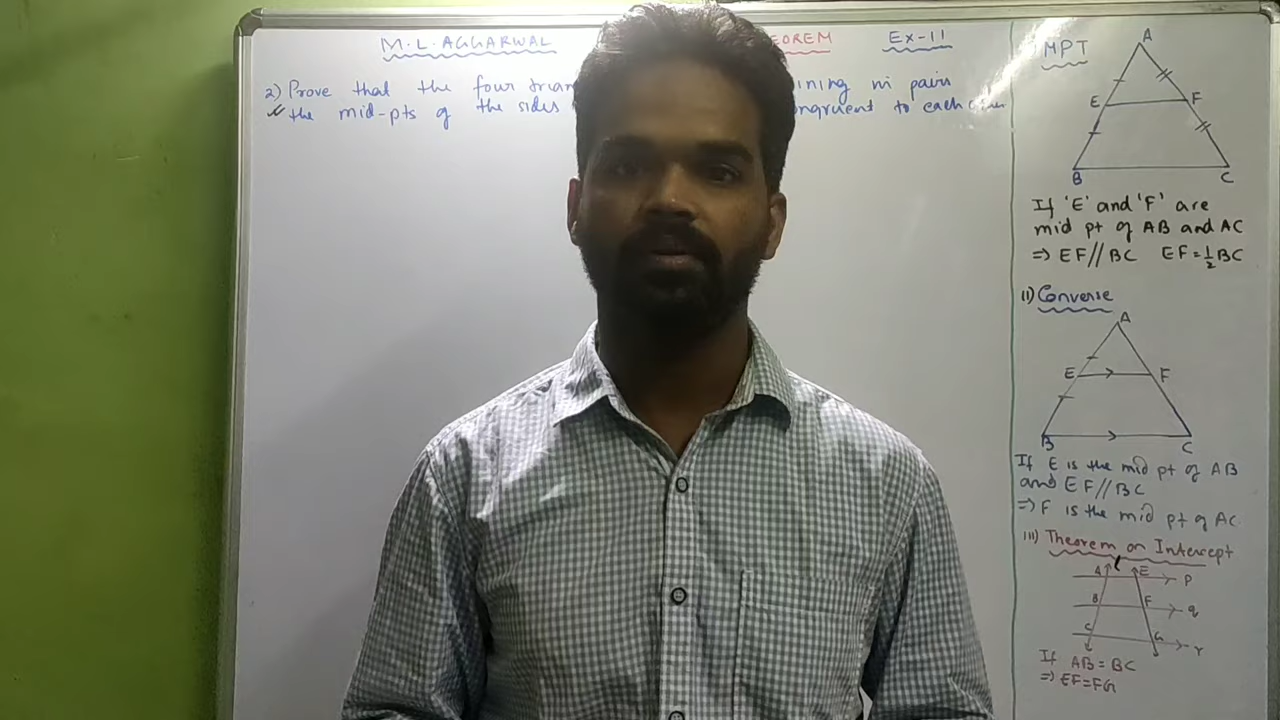 M.L. AGGARWAL EOREM Ex-11
2) Prove that the four trian ining in pairs
the mid-pts of the sides ngruent to each other
MPT
A
E F
B C
If 'E' and 'F' are
mid pt of AB and AC
=> EF//BC EF=1/2BC
II) Converse
A
E F
B C
If E is the mid pt of AB
and EF//BC
=> F is the mid pt of AC.
III) Theorem on Intercept
A E P
B F q
C G r
If AB = BC
=> EF=FG